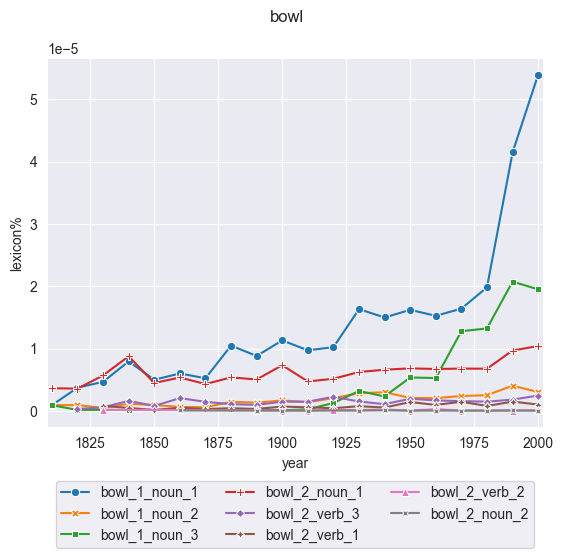 bowl
1e−5
5
4
3
2
1
0
lexicon%
1825 1850 1875 1900 1925 1950 1975 2000
year
bowl_1_noun_1 bowl_2_noun_1 bowl_2_verb_2
bowl_1_noun_2 bowl_2_verb_3 bowl_2_noun_2
bowl_1_noun_3 bowl_2_verb_1